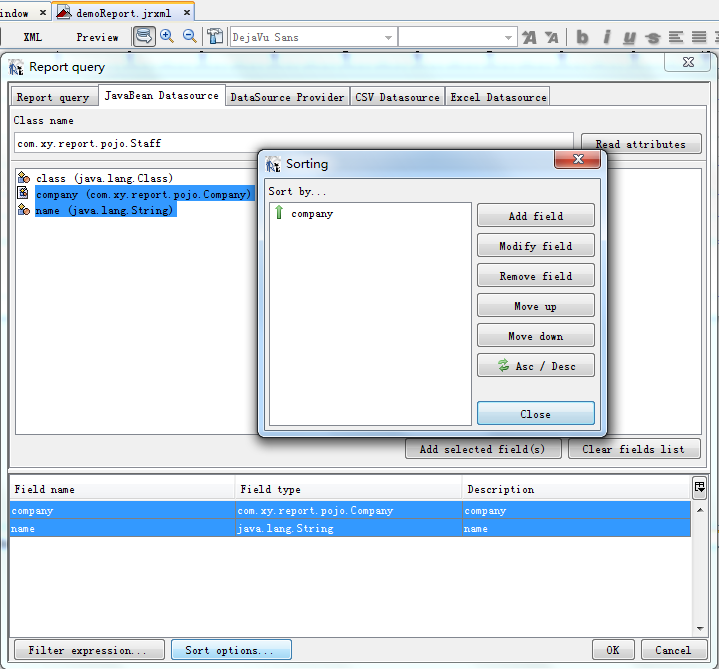 indow
demoReport.jrxml
XML
Preview
DejaVu Sans
Report query
Report query
JavaBean Datasource
DataSource Provider
CSV Datasource
Excel Datasource
Class name
com.xy.report.pojo.Staff
Read attributes
class (java.lang.Class)
company (com.xy.report.pojo.Company)
name (java.lang.String)
Sorting
Sort by...
company
Add field
Modify field
Remove field
Move up
Move down
Asc / Desc
Close
Add selected field(s)
Clear fields list
Field name
Field type
Description
company
com.xy.report.pojo.Company
company
name
java.lang.String
name
Filter expression...
Sort options...
OK
Cancel